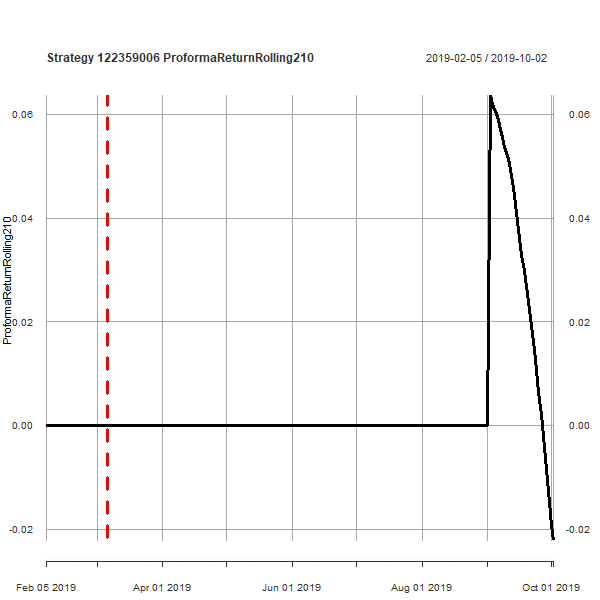 Strategy 122359006 ProformaReturnRolling210
2019-02-05 / 2019-10-02
ProformaReturnRolling210
0.06
0.04
0.02
0.00
-0.02
0.06
0.04
0.02
0.00
-0.02
Feb 05 2019
Apr 01 2019
Jun 01 2019
Aug 01 2019
Oct 01 2019